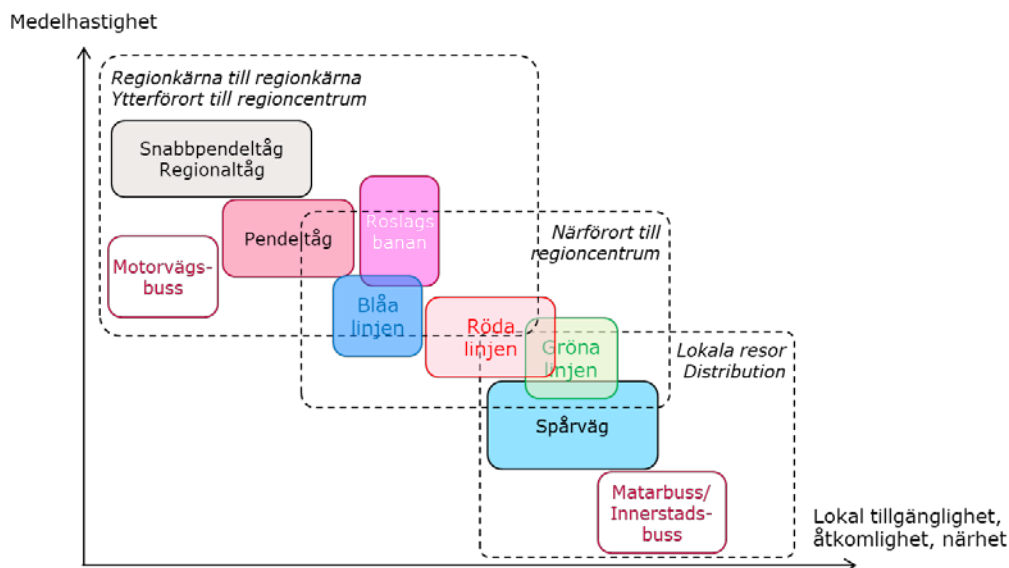 Medelhastighet
Regionkärna till regionkärna
Ytterförort till regioncentrum
Snabbpendeltåg
Regionaltåg
Pendeltåg
Roslags
banan
Motorvägs-
buss
Närförort till
regioncentrum
Blåa
linjen
Röda
linjen
Gröna
linjen
Lokala resor
Distribution
Spårväg
Matarbuss/
Innerstads-
buss
Lokal tillgänglighet,
åtkomlighet, närhet